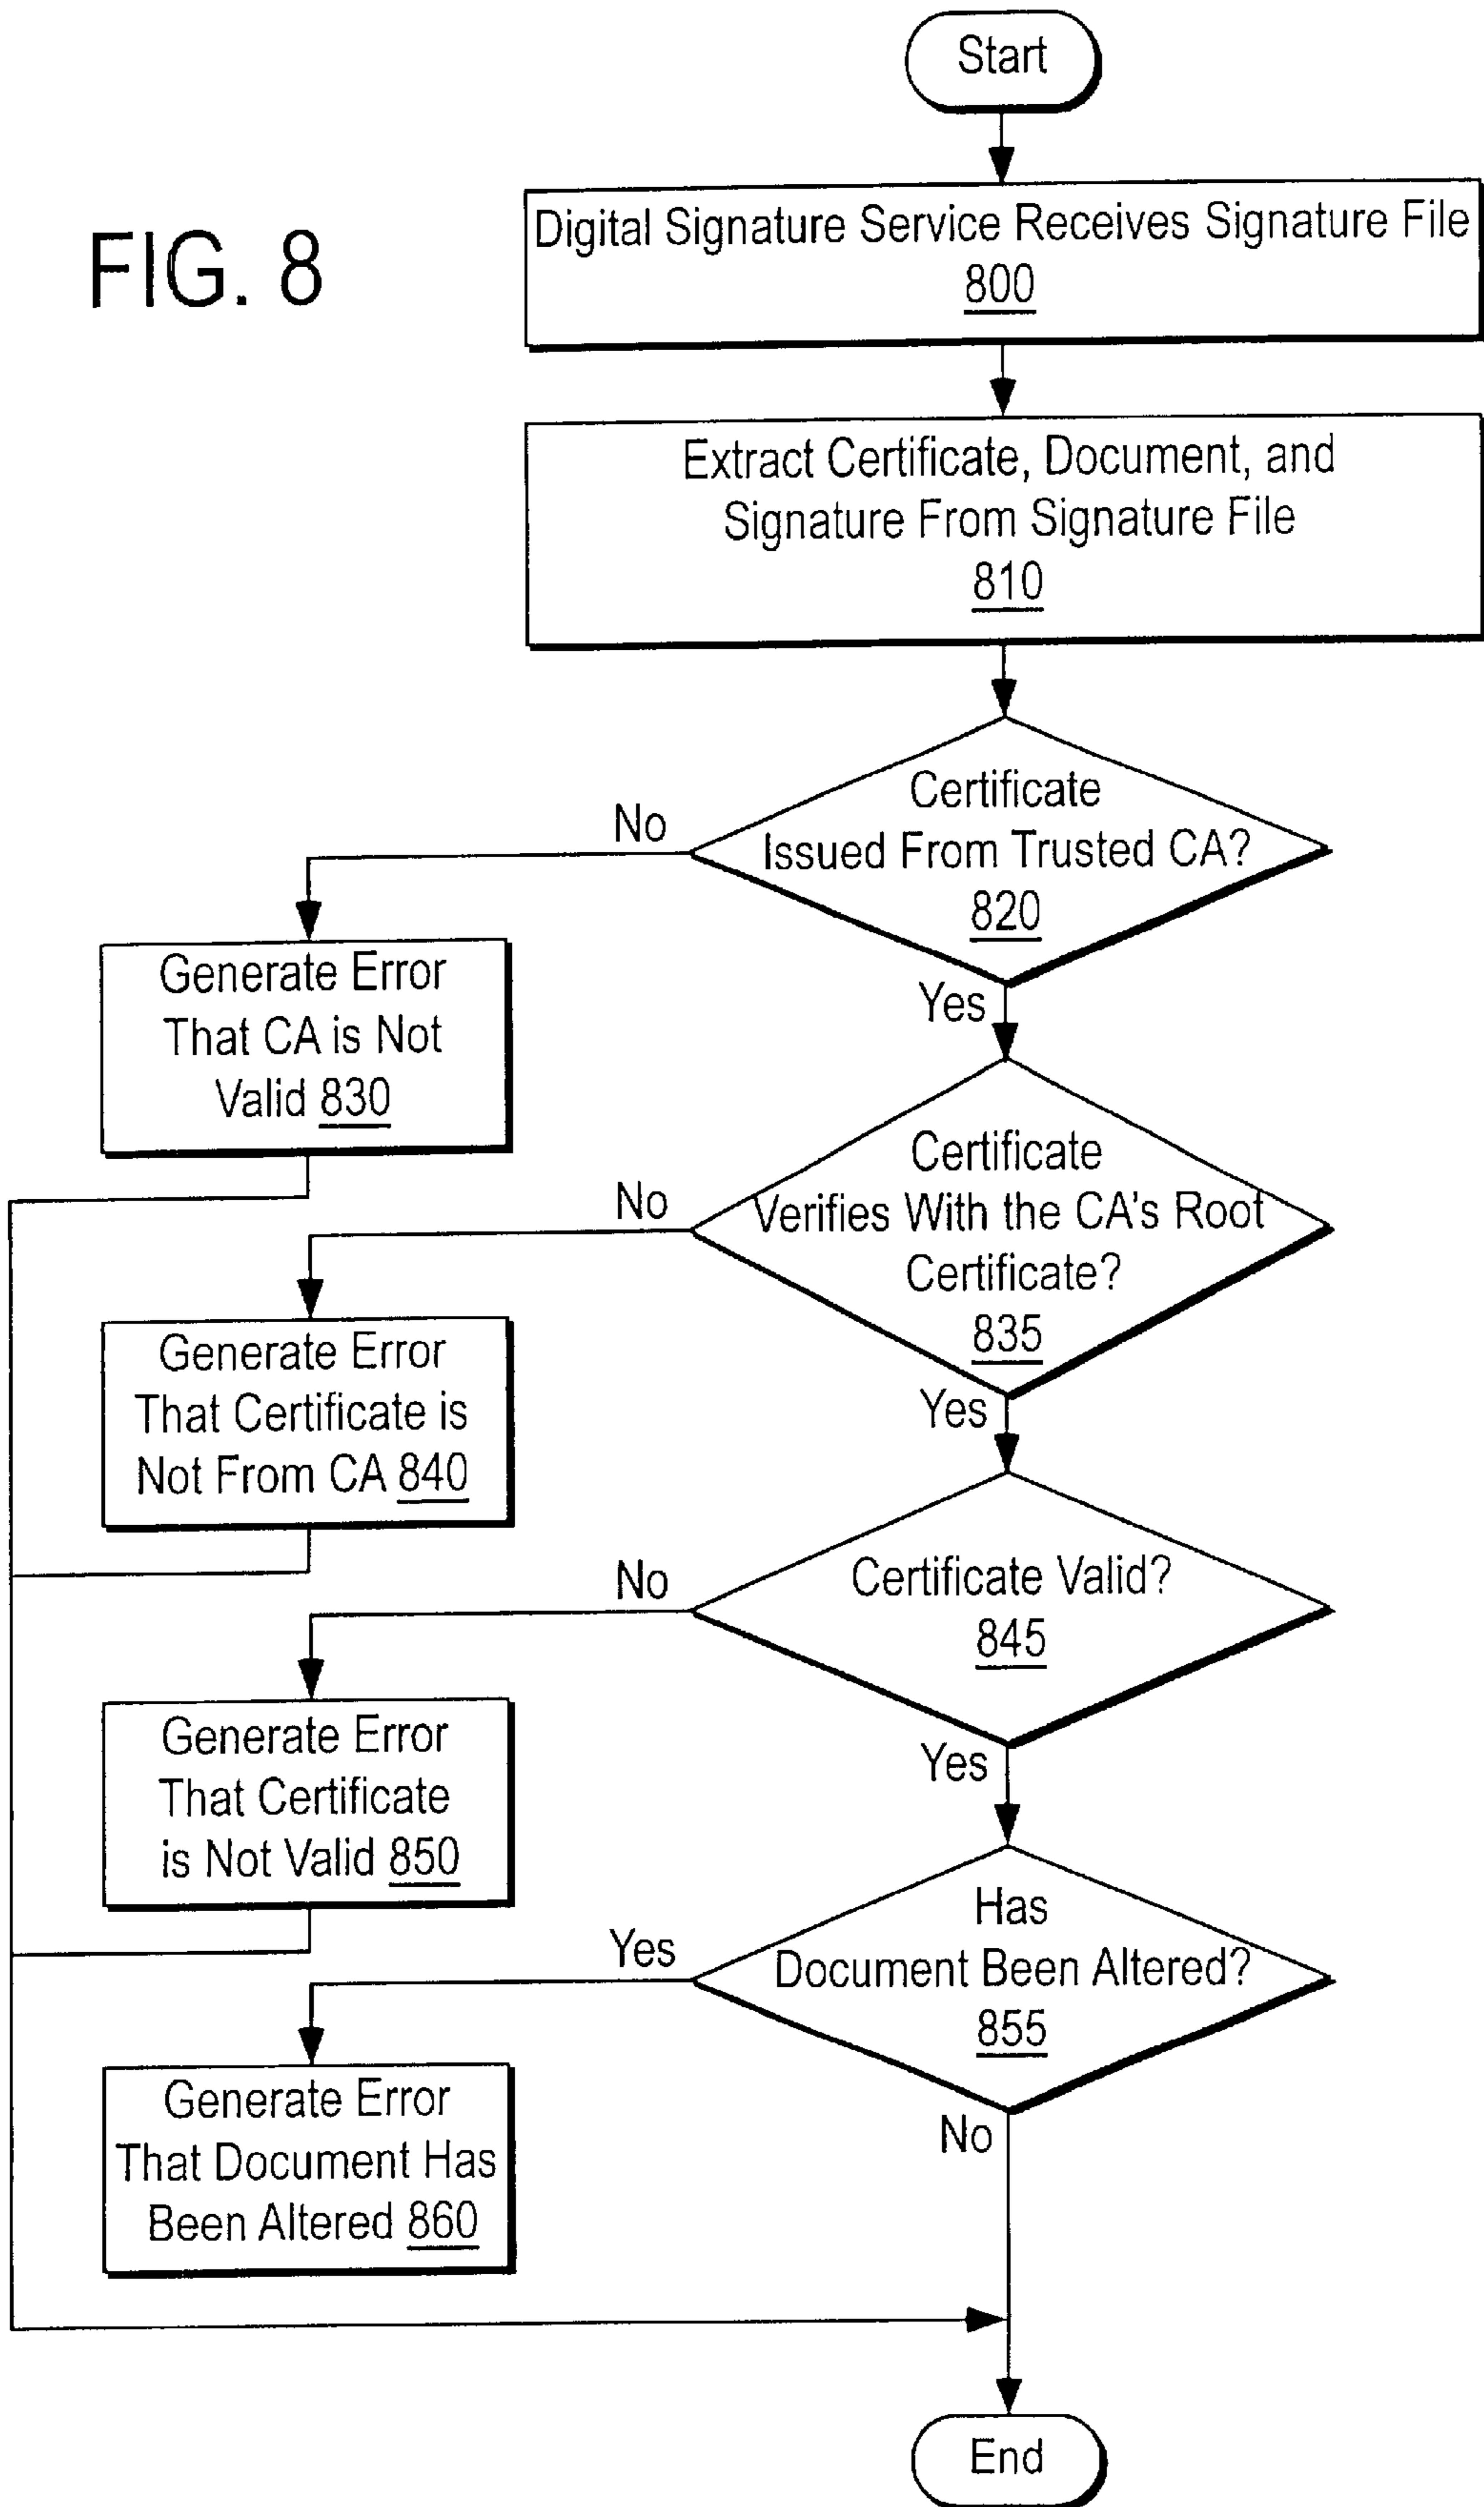 Start
FIG. 8
Digital Signature Service Receives Signature File
800
Extract Certificate, Document, and
Signature From Signature File
810
Certificate
Issued From Trusted CA?
820
No
Yes
Generate Error
That CA is Not
Valid 830
Certificate
Verifies With the CA's Root
Certificate?
835
No
Yes
Generate Error
That Certificate is
Not From CA 840
Certificate Valid?
845
No
Yes
Generate Error
That Certificate
is Not Valid 850
Has
Document Been Altered?
855
Yes
No
Generate Error
That Document Has
Been Altered 860
End